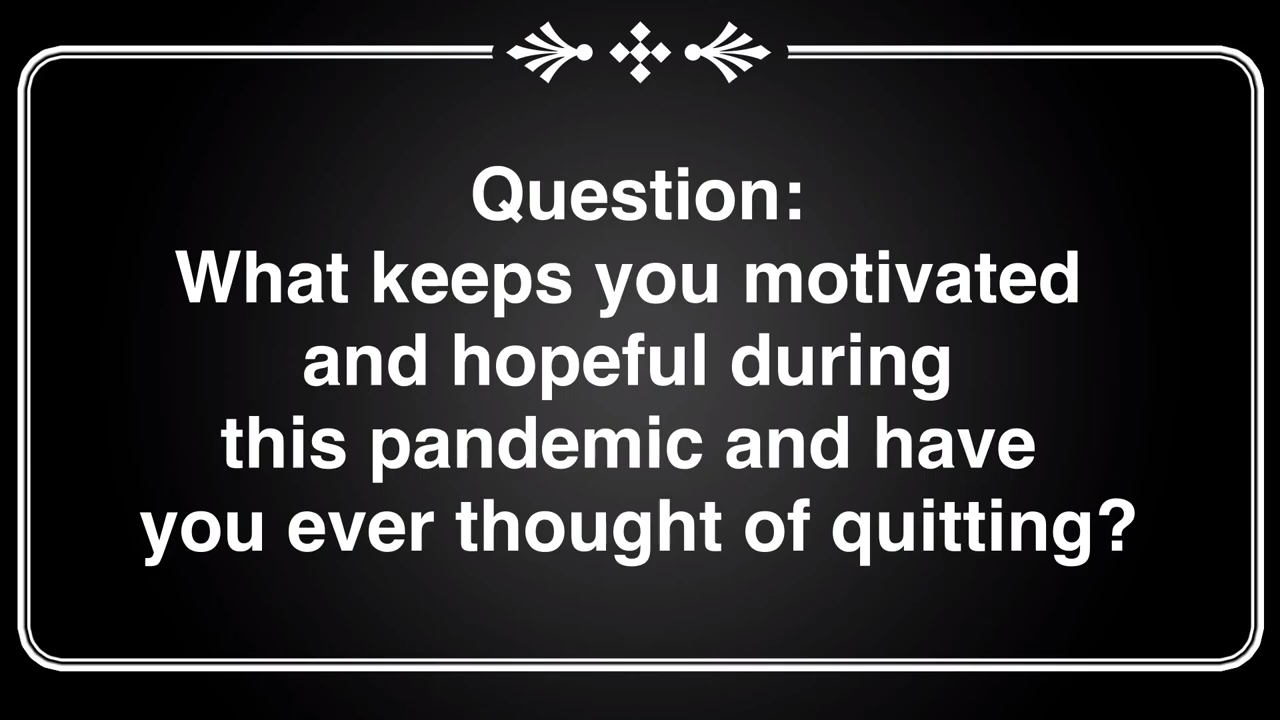 Question:
What keeps you motivated
and hopeful during
this pandemic and have
you ever thought of quitting?